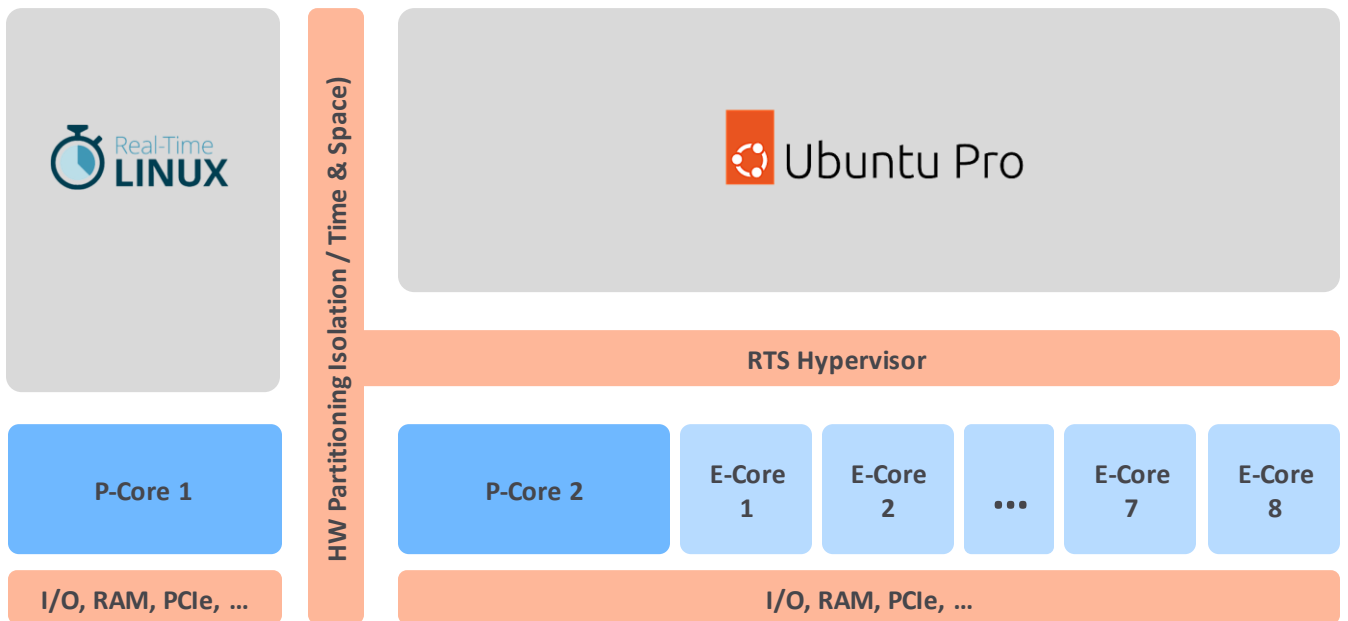 Real-Time
LINUX
HW Partitioning Isolation / Time & Space)
Ubuntu Pro
RTS Hypervisor
P-Core 1
P-Core 2
E-Core
1
E-Core
2
...
E-Core
7
E-Core
8
I/O, RAM, PCIe, ...
I/O, RAM, PCIe, ...